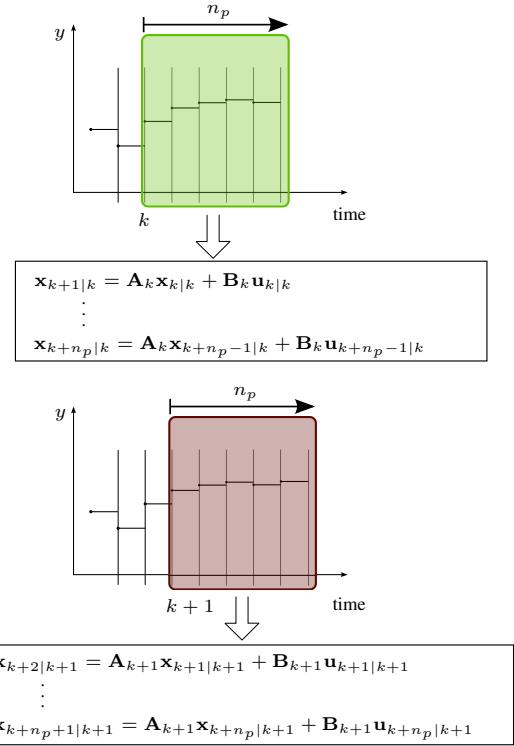 n_p
y
k
time
𝐱_{k+1|k} = 𝐀_k 𝐱_{k|k} + 𝐁_k 𝐮_{k|k}
⋮
𝐱_{k+n_p|k} = 𝐀_k 𝐱_{k+n_p−1|k} + 𝐁_k 𝐮_{k+n_p−1|k}
n_p
y
k + 1
time
𝐱_{k+2|k+1} = 𝐀_{k+1} 𝐱_{k+1|k+1} + 𝐁_{k+1} 𝐮_{k+1|k+1}
⋮
𝐱_{k+n_p+1|k+1} = 𝐀_{k+1} 𝐱_{k+n_p|k+1} + 𝐁_{k+1} 𝐮_{k+n_p|k+1}